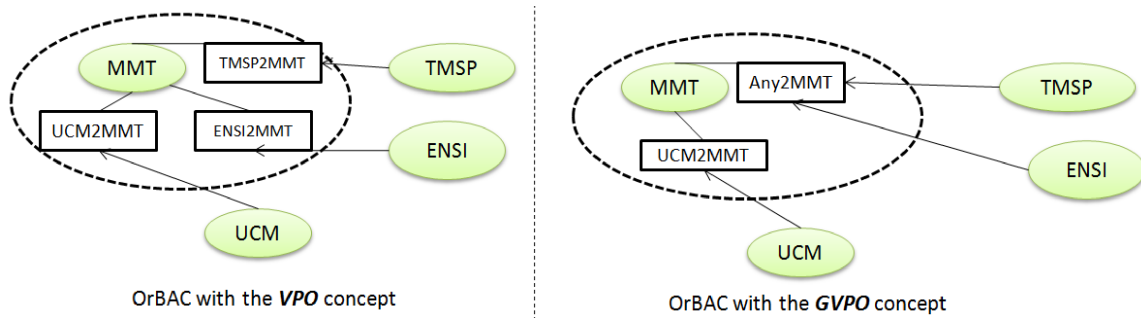 MMT
TMSP2MMT
TMSP
UCM2MMT
ENSI2MMT
ENSI
UCM
OrBAC with the VPO concept
MMT
Any2MMT
TMSP
UCM2MMT
ENSI
UCM
OrBAC with the GVPO concept